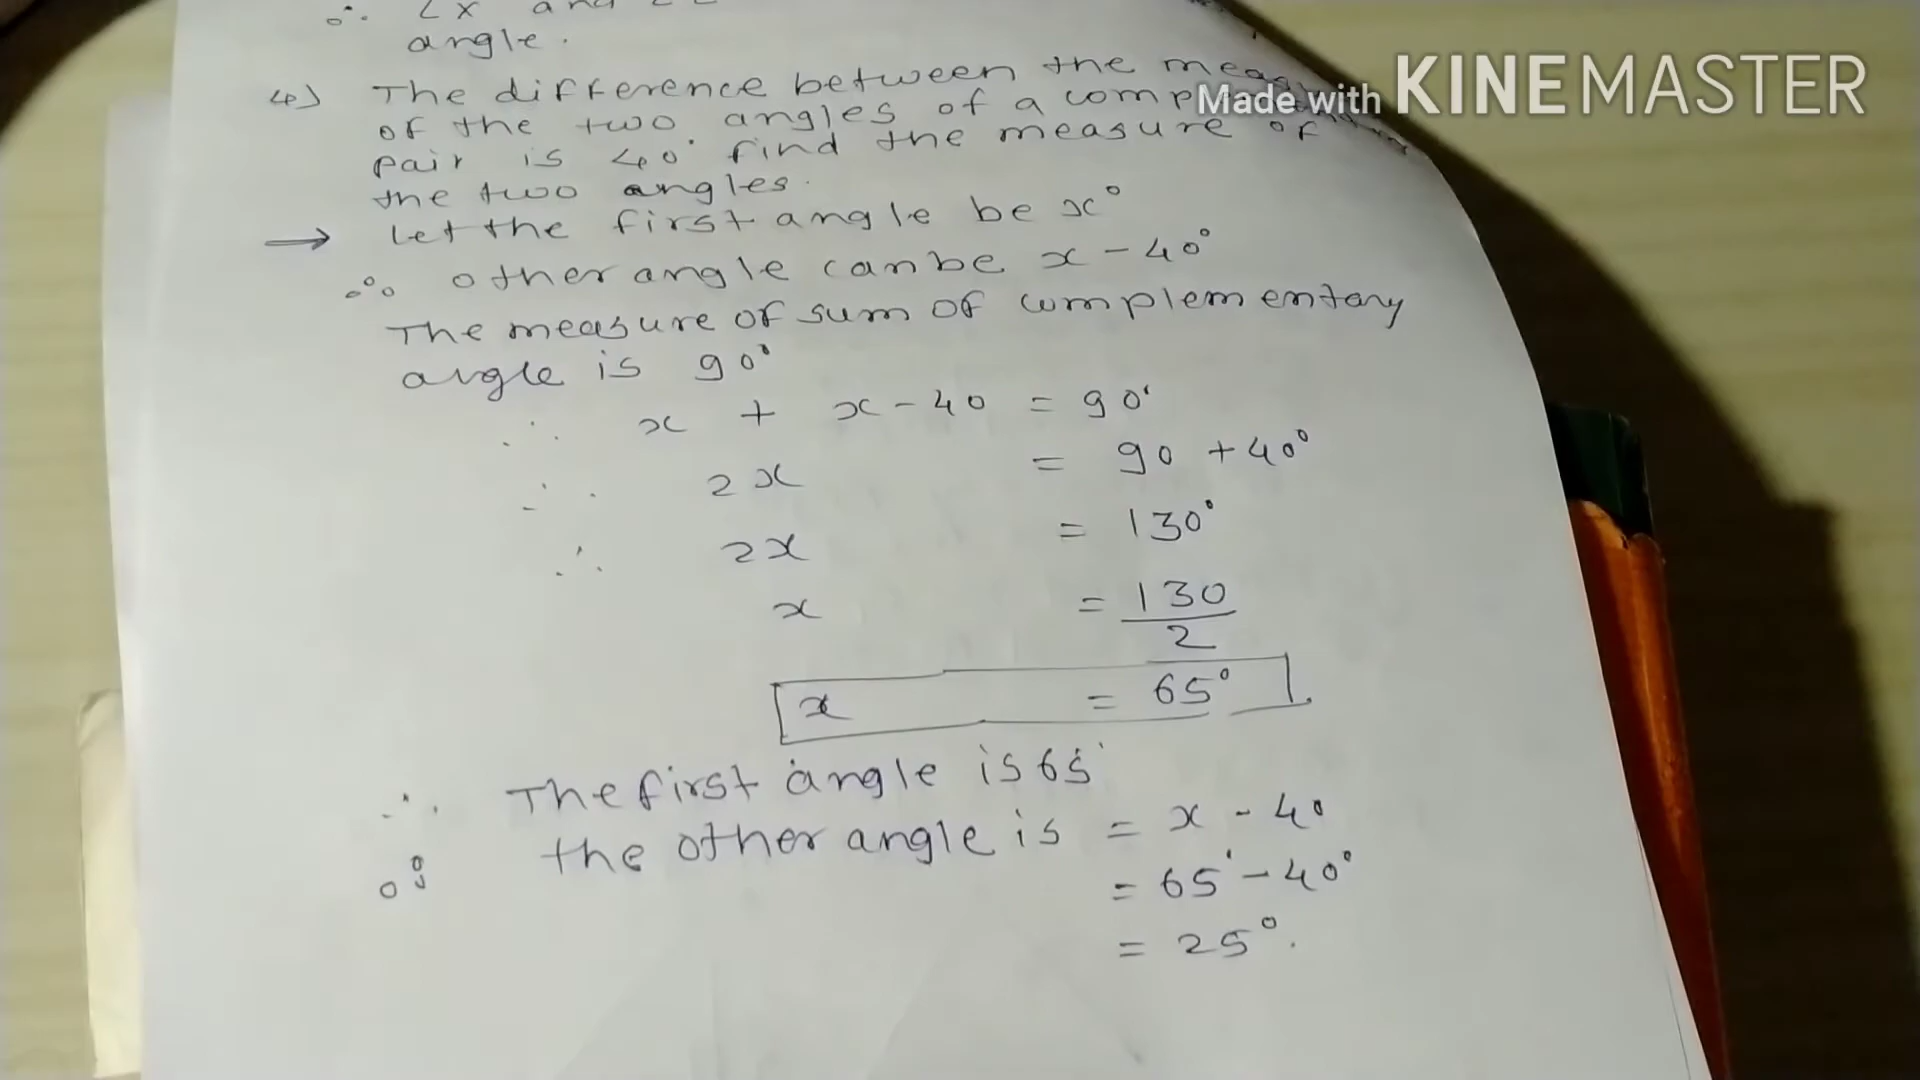 ∴ ∠x and
angle.
4) The difference between the
of the two angles of a
pair is 40° find the measure of
the two angles.
→ Let the first angle be x°
∴ other angle can be x - 40°
The measure of sum of complementary
angle is 90°
∴ x + x - 40 = 90°
∴ 2x = 90 + 40°
∴ 2x = 130°
x = 130/2
x = 65°
∴ The first angle is 65°
∴ the other angle is = x - 40
= 65° - 40°
= 25°.
Made with KINEMASTER